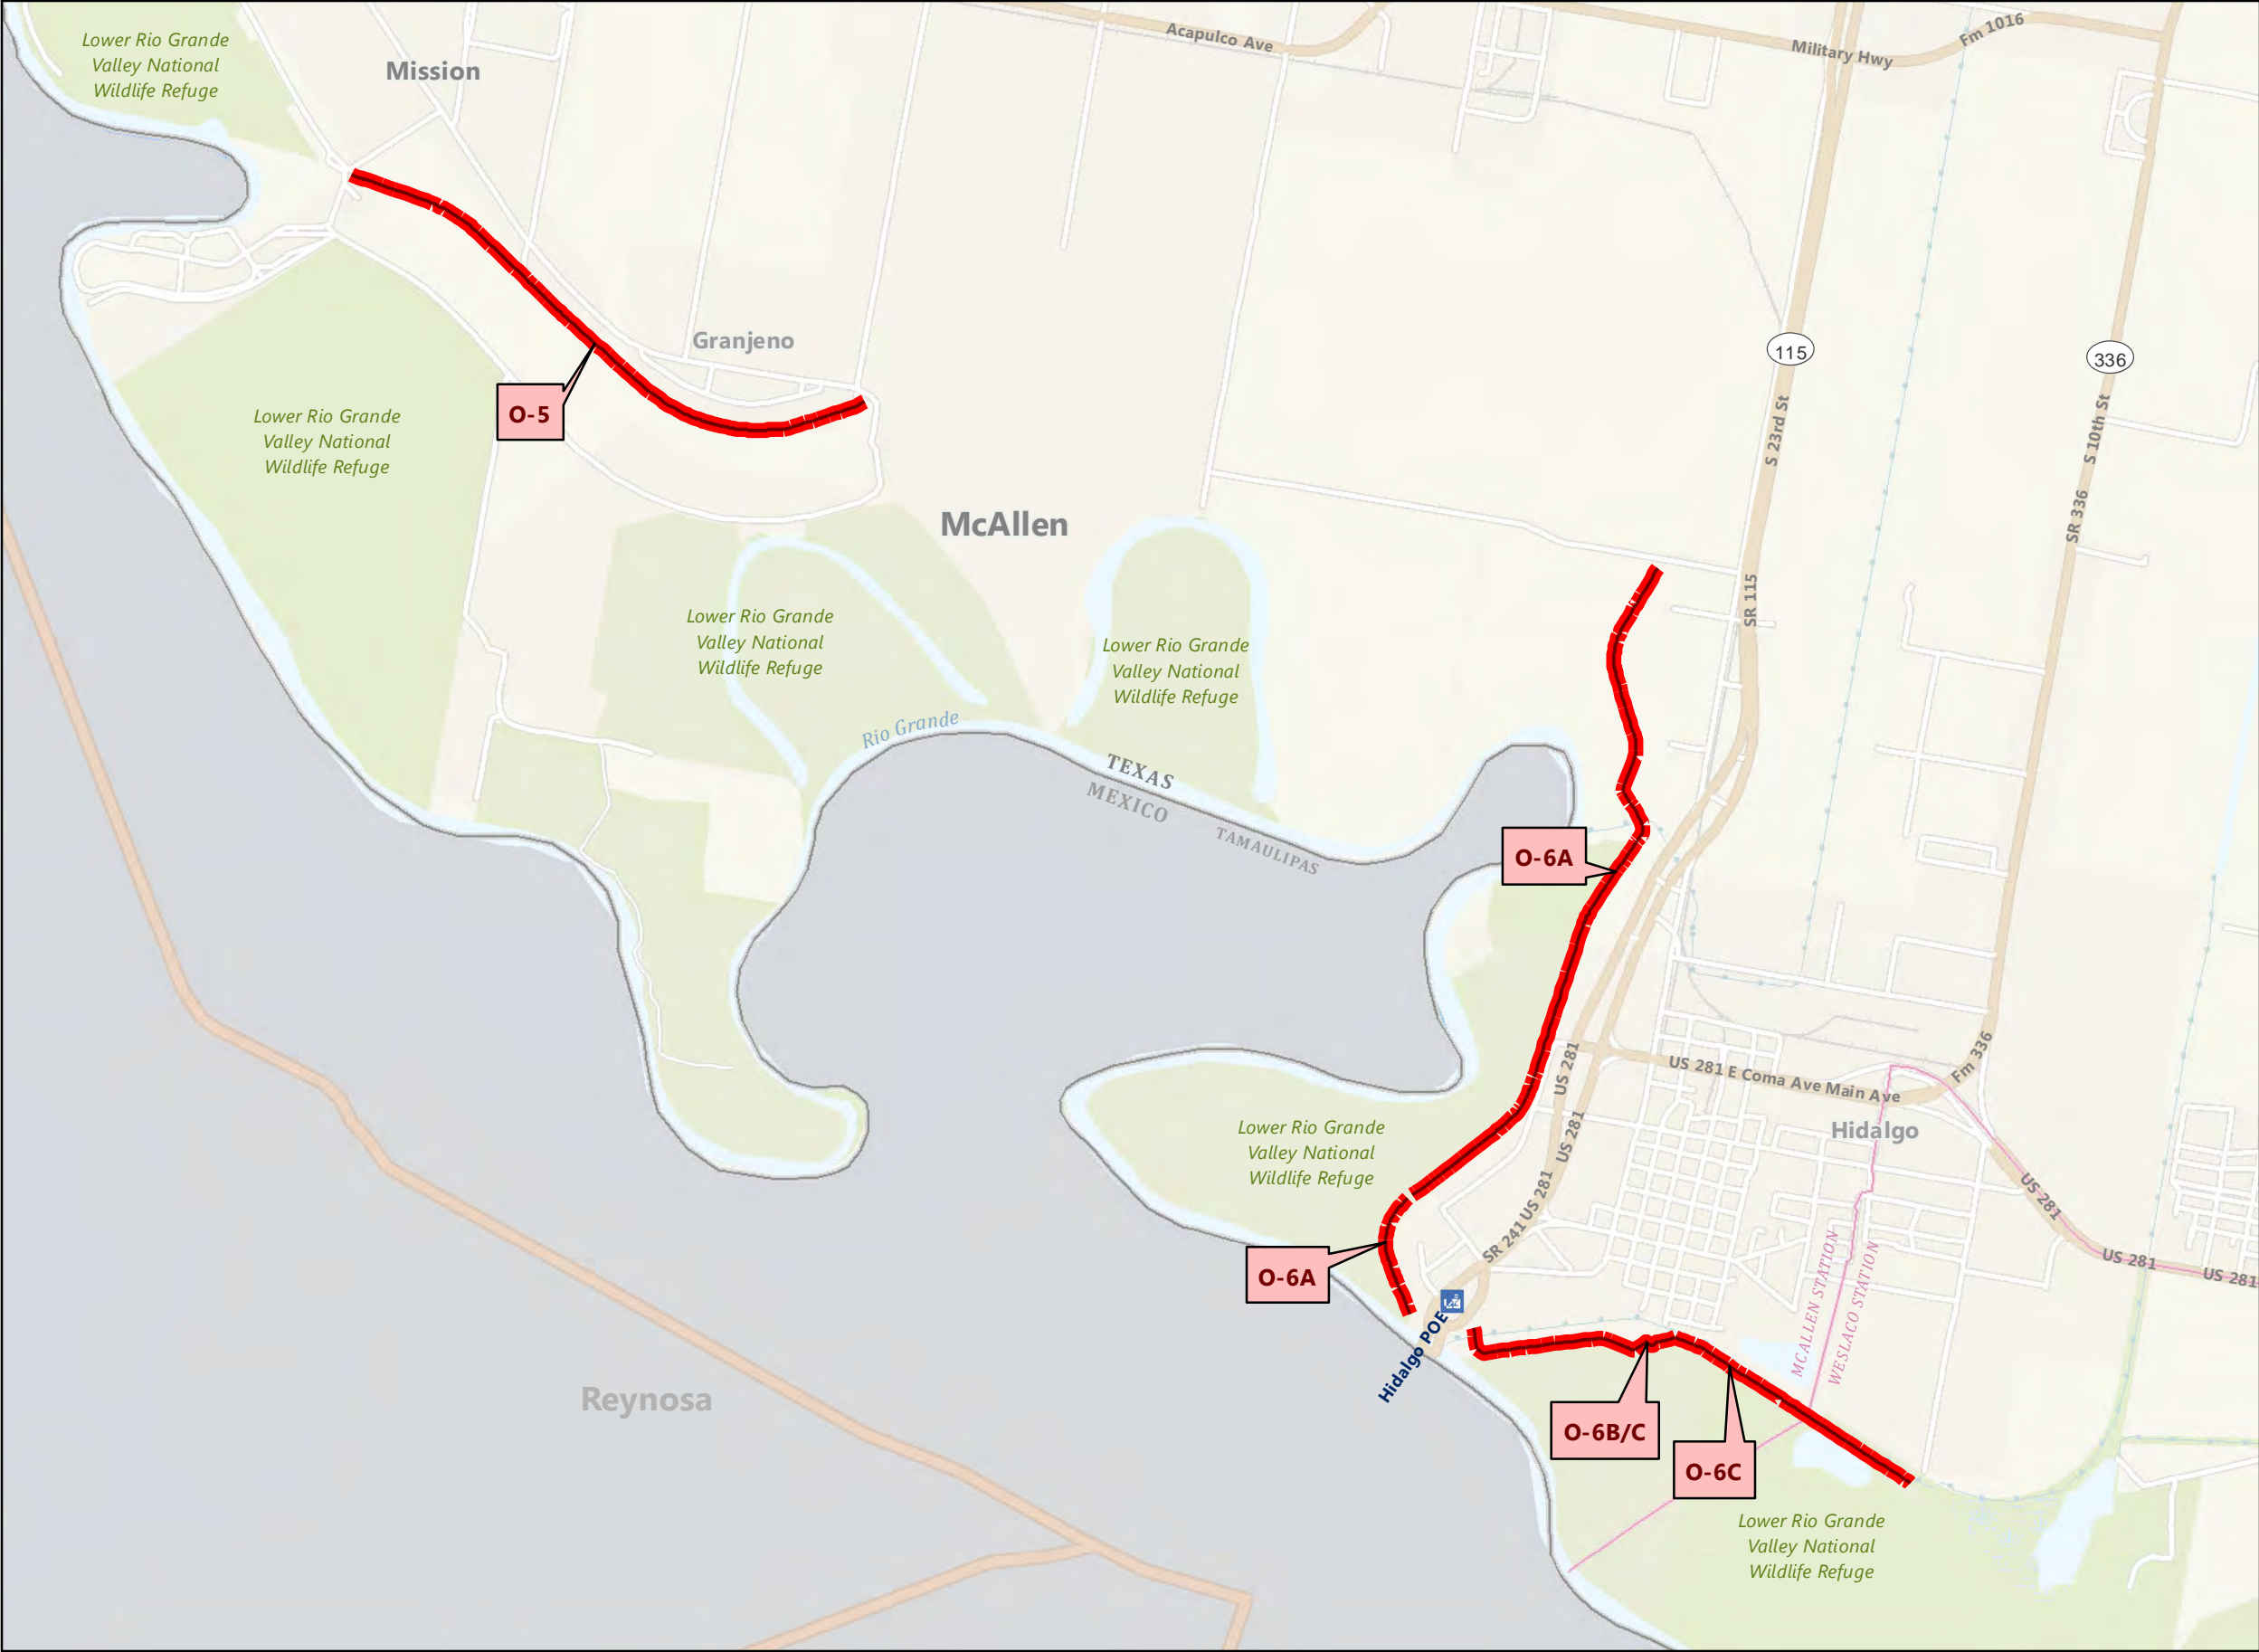 Lower Rio Grande
Valley National
Wildlife Refuge
Mission
Acapulco Ave
Military Hwy
Fm 1016
Granjeno
115
336
O-5
Lower Rio Grande
Valley National
Wildlife Refuge
S 23rd St
S 10th St
McAllen
SR 336
SR 115
Lower Rio Grande
Valley National
Wildlife Refuge
Lower Rio Grande
Valley National
Wildlife Refuge
Rio Grande
TEXAS
MEXICO
TAMAULIPAS
O-6A
US 281
US 281 E Coma Ave Main Ave
Fm 336
US 281
Hidalgo
Lower Rio Grande
Valley National
Wildlife Refuge
US 281
SR 241
US 281
US 281
US 281
O-6A
MCALLEN STATION
WESLACO STATION
Hidalgo POE
Reynosa
O-6B/C
O-6C
Lower Rio Grande
Valley National
Wildlife Refuge